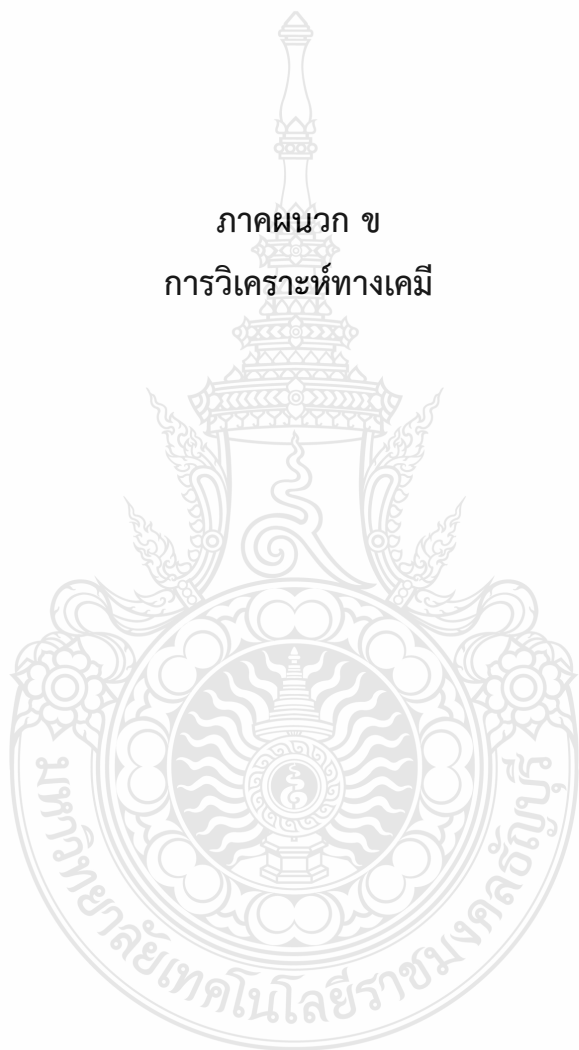 ภาคผนวก ข
การวิเคราะห์ทางเคมี
มหาวิทยาลัยเทคโนโลยีราชมงคลธัญบุรี